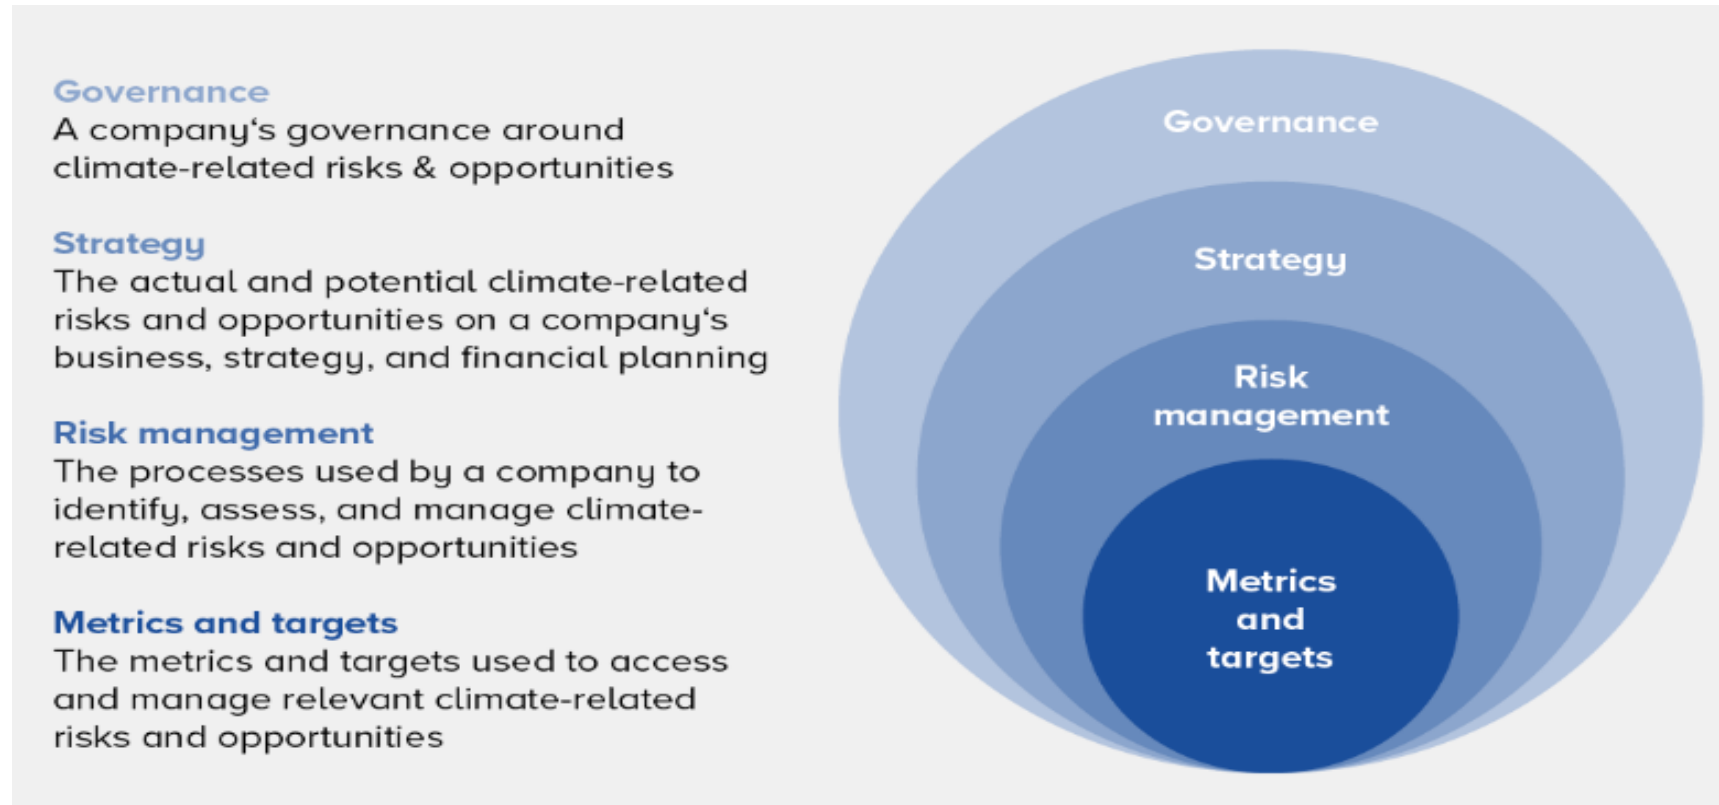 Governance
A company‘s governance around
climate-related risks & opportunities
Strategy
The actual and potential climate-related
risks and opportunities on a company‘s
business, strategy, and financial planning
Risk management
The processes used by a company to
identify, assess, and manage climate-
related risks and opportunities
Metrics and targets
The metrics and targets used to access
and manage relevant climate-related
risks and opportunities
Governance
Strategy
Risk
management
Metrics
and
targets